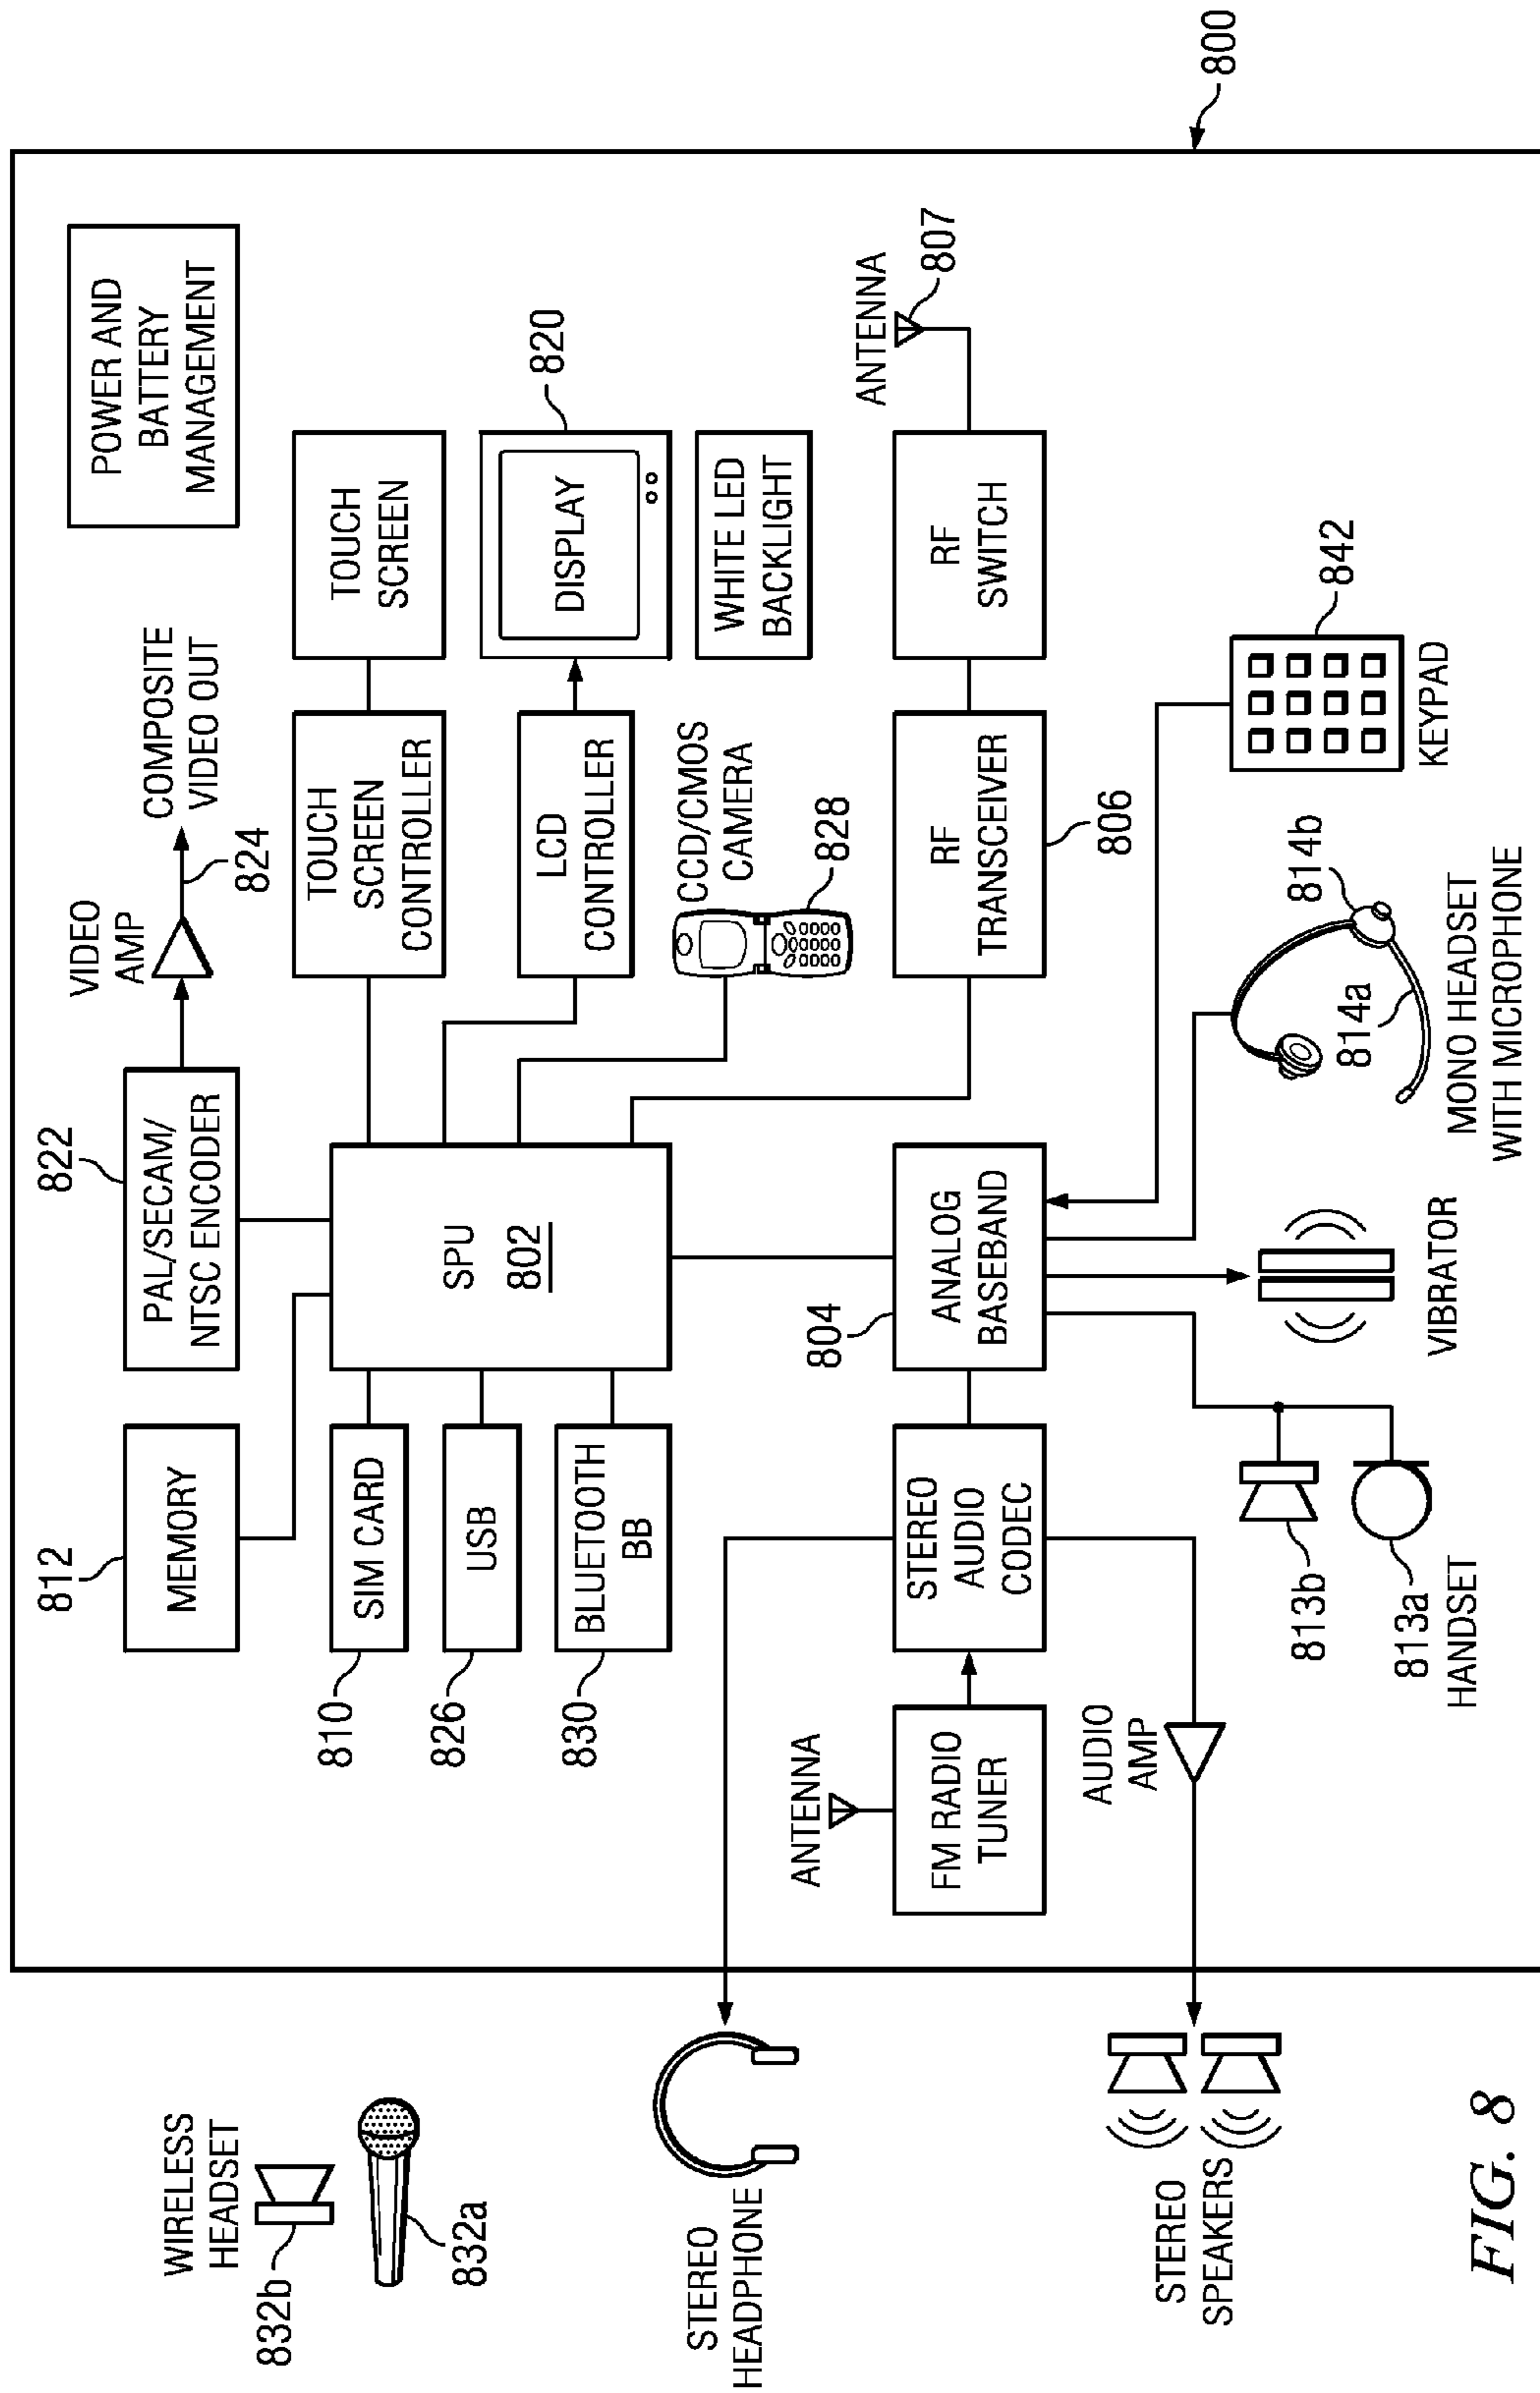 800
POWER AND
BATTERY
MANAGEMENT
812
MEMORY
822
PAL/SECAM/
NTSC ENCODER
VIDEO
AMP
824
COMPOSITE
VIDEO OUT
WIRELESS
HEADSET
832b
832a
810
SIM CARD
826
USB
830
BLUETOOTH
BB
SPU
802
TOUCH
SCREEN
CONTROLLER
TOUCH
SCREEN
LCD
CONTROLLER
DISPLAY
820
CCD/CMOS
CAMERA
828
WHITE LED
BACKLIGHT
STEREO
HEADPHONE
ANTENNA
FM RADIO
TUNER
STEREO
AUDIO
CODEC
804
ANALOG
BASEBAND
RF
TRANSCEIVER
806
RF
SWITCH
ANTENNA
807
AUDIO
AMP
STEREO
SPEAKERS
813b
813a
HANDSET
VIBRATOR
814a
814b
MONO HEADSET
WITH MICROPHONE
842
KEYPAD
FIG. 8